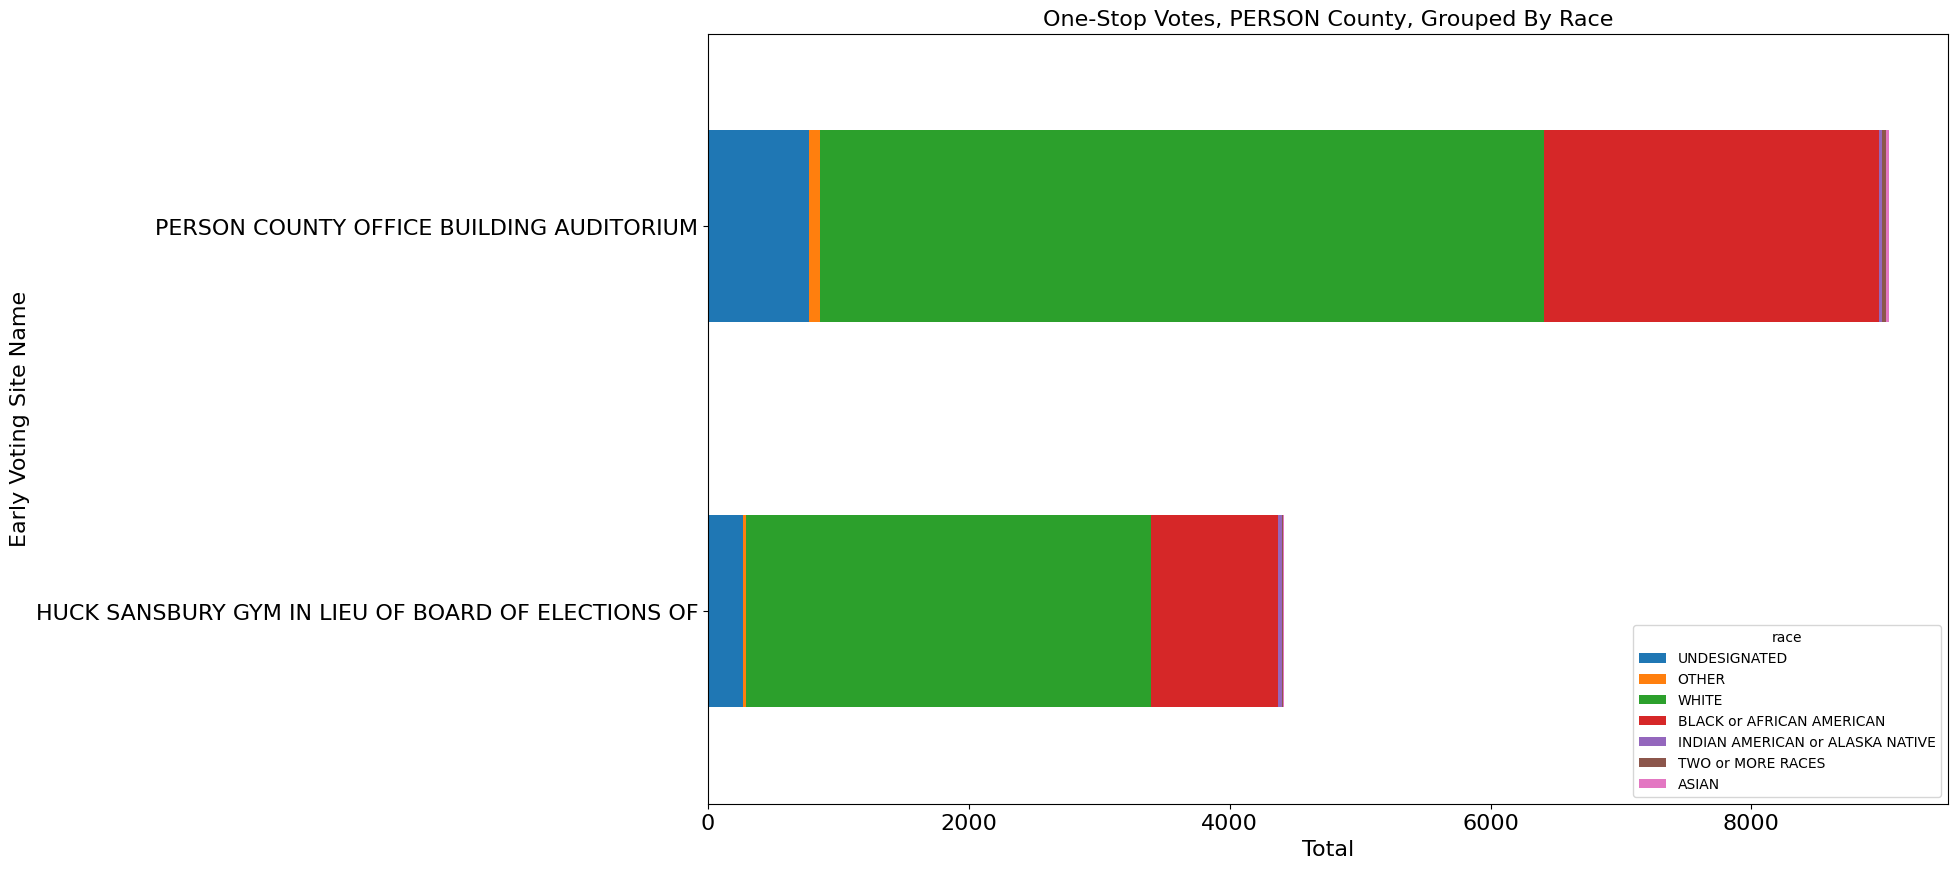 One-Stop Votes, PERSON County, Grouped By Race
Early Voting Site Name
PERSON COUNTY OFFICE BUILDING AUDITORIUM
HUCK SANSBURY GYM IN LIEU OF BOARD OF ELECTIONS OF
race
UNDESIGNATED
OTHER
WHITE
BLACK or AFRICAN AMERICAN
INDIAN AMERICAN or ALASKA NATIVE
TWO or MORE RACES
ASIAN
0 2000 4000 6000 8000
Total